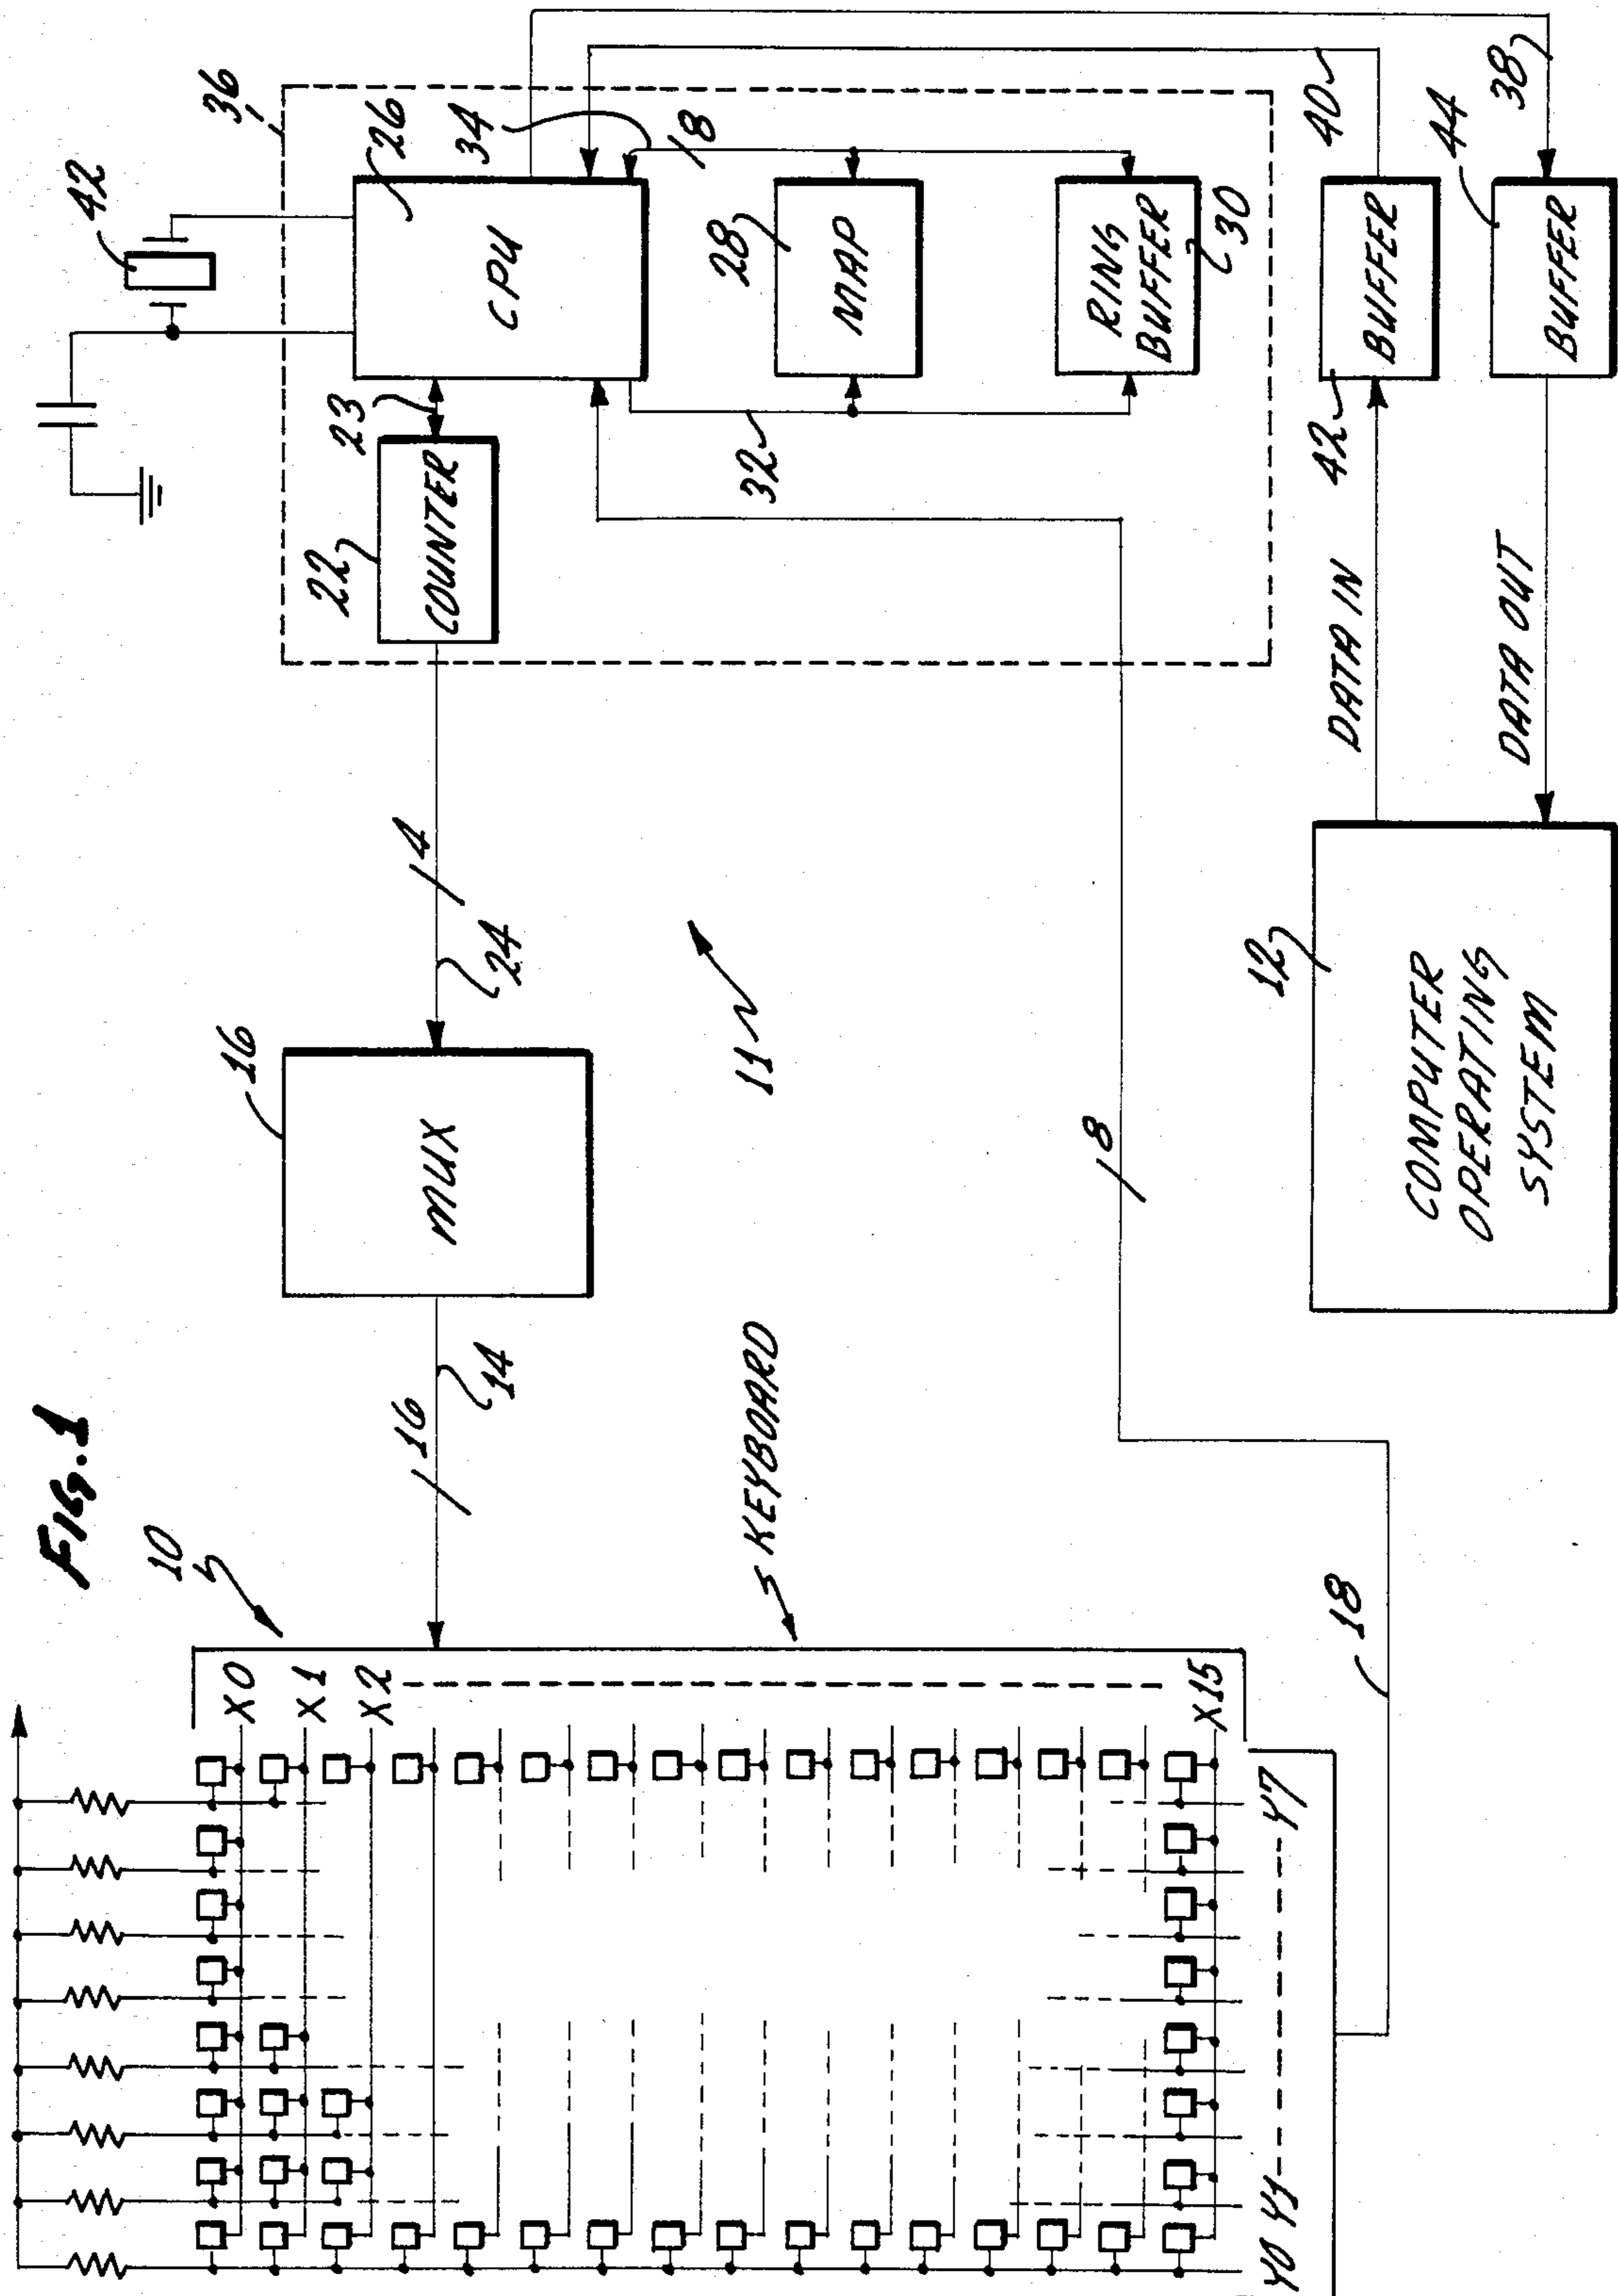 FIG. 1
10
X0
X1
X2
X15
Y0 Y1 Y7
KEYBOARD
18
16
14
MUX
16
4
24
11
8
22
COUNTER
23
36
42
CPU
26
34
8
32
28
MAP
RING
BUFFER
30
12
COMPUTER
OPERATING
SYSTEM
DATA IN
DATA OUT
42
BUFFER
40
44
BUFFER
38